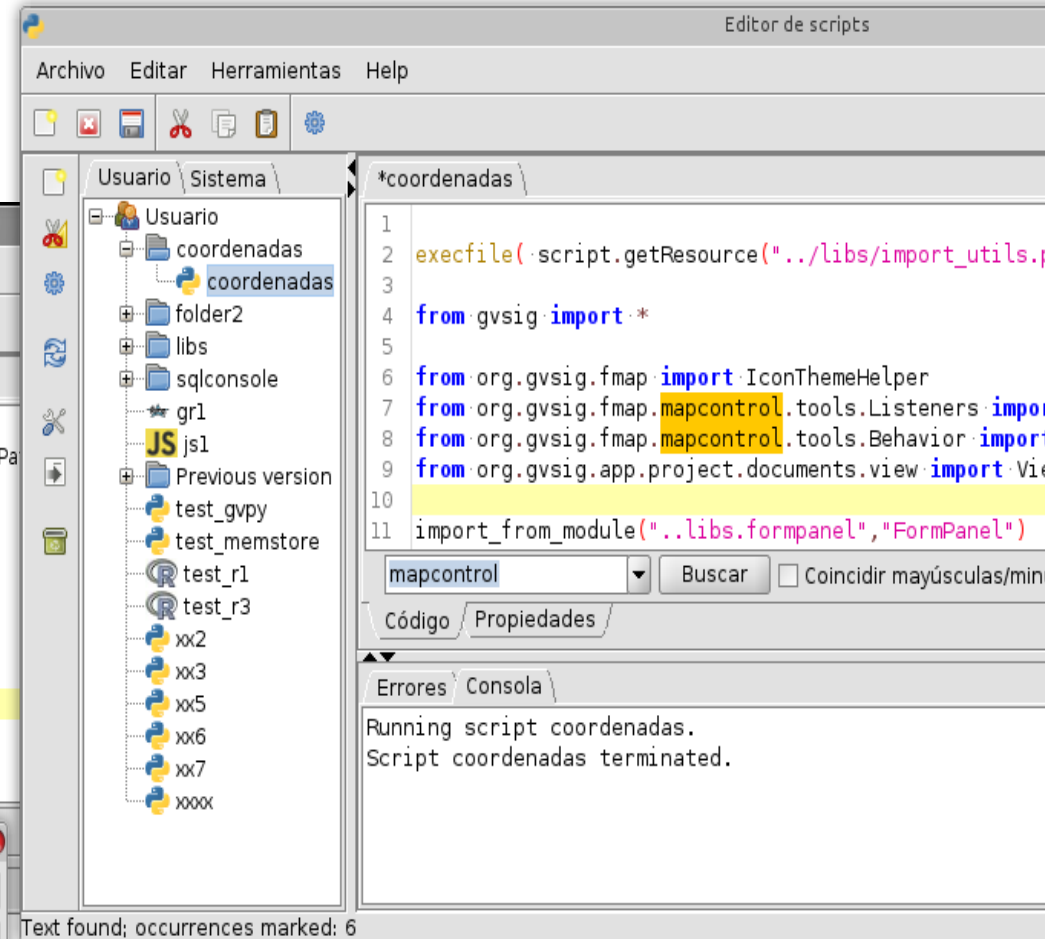 Editor de scripts
Archivo Editar Herramientas Help
Usuario Sistema
Usuario
coordenadas
coordenadas
folder2
libs
sqlconsole
gr1
JS js1
Previous version
test_gvpy
test_memstore
R test_r1
R test_r3
xx2
xx3
xx5
xx6
xx7
xxxx
*coordenadas
1
2 execfile( script.getResource("../libs/import_utils.p
3
4 from gvsig import *
5
6 from org.gvsig.fmap import IconThemeHelper
7 from org.gvsig.fmap.mapcontrol.tools.Listeners impor
8 from org.gvsig.fmap.mapcontrol.tools.Behavior import
9 from org.gvsig.app.project.documents.view import Vie
10
11 import_from_module("..libs.formpanel","FormPanel")
mapcontrol Buscar Coincidir mayúsculas/minú
Código Propiedades
Errores Consola
Running script coordenadas.
Script coordenadas terminated.
Text found; occurrences marked: 6
Pa